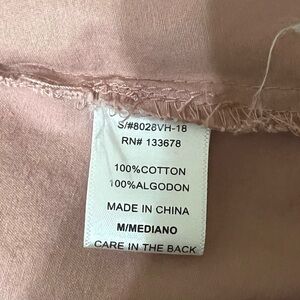 S/#8028VH-18
RN# 133678
100%COTTON
100%ALGODON
MADE IN CHINA
M/MEDIANO
CARE IN THE BACK